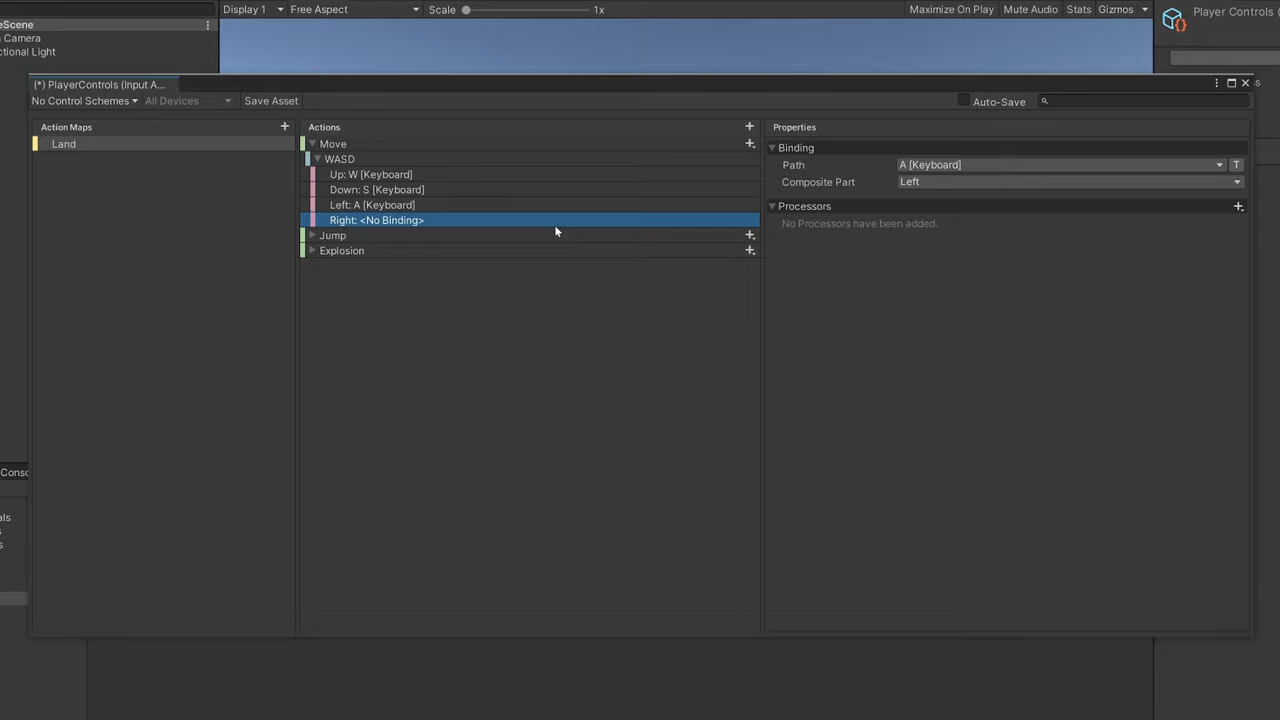 Display 1 Free Aspect Scale 1x Maximize On Play Mute Audio Stats Gizmos
Player Controls (
eScene
Camera
ctional Light
(*) PlayerControls (Input A...
No Control Schemes All Devices Save Asset Auto-Save
Action Maps
Land
Actions
Move
WASD
Up: W [Keyboard]
Down: S [Keyboard]
Left: A [Keyboard]
Right: <No Binding>
Jump
Explosion
Properties
Binding
Path A [Keyboard] T
Composite Part Left
Processors
No Processors have been added.
Conso
als
s
s